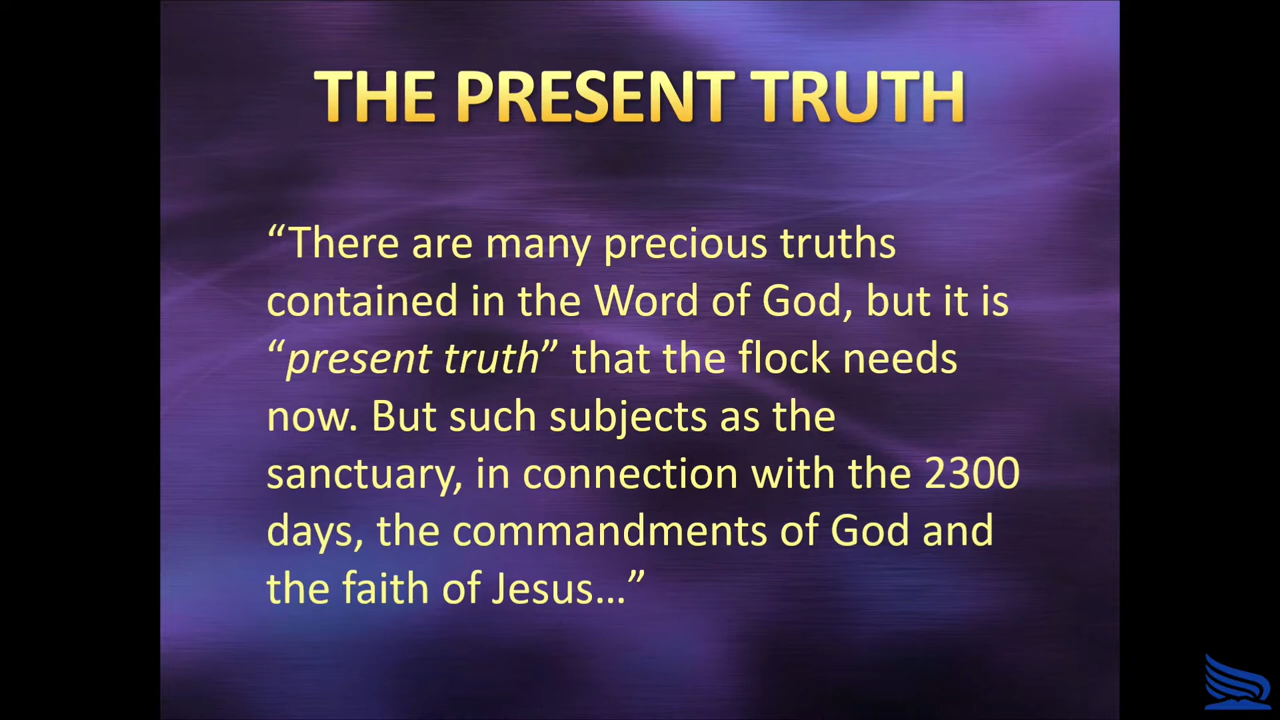 THE PRESENT TRUTH
“There are many precious truths
contained in the Word of God, but it is
“present truth” that the flock needs
now. But such subjects as the
sanctuary, in connection with the 2300
days, the commandments of God and
the faith of Jesus…”